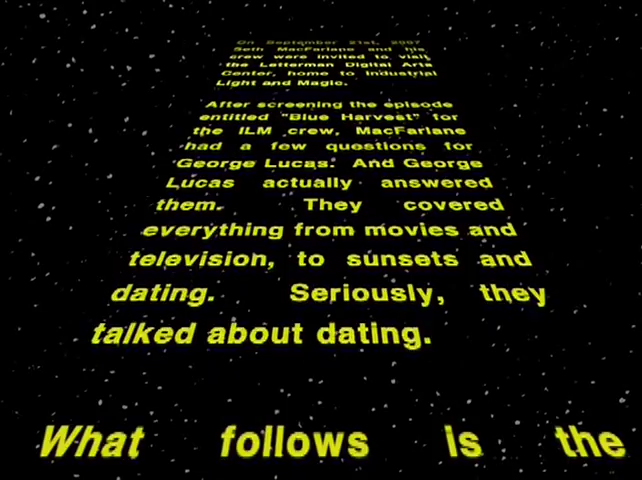 On September 21st, 2007
Seth MacFarlane and his
crew were invited to visit
the Letterman Digital Arts
Center, home to Industrial
Light and Magic.
After screening the episode
entitled "Blue Harvest" for
the ILM crew, MacFarlane
had a few questions for
George Lucas. And George
Lucas actually answered
them. They covered
everything from movies and
television, to sunsets and
dating. Seriously, they
talked about dating.
What follows is the